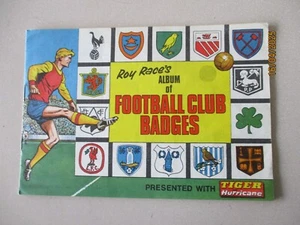 Roy Race's
ALBUM
of
FOOTBALL CLUB
BADGES
PRESENTED WITH
TIGER
Hurricane